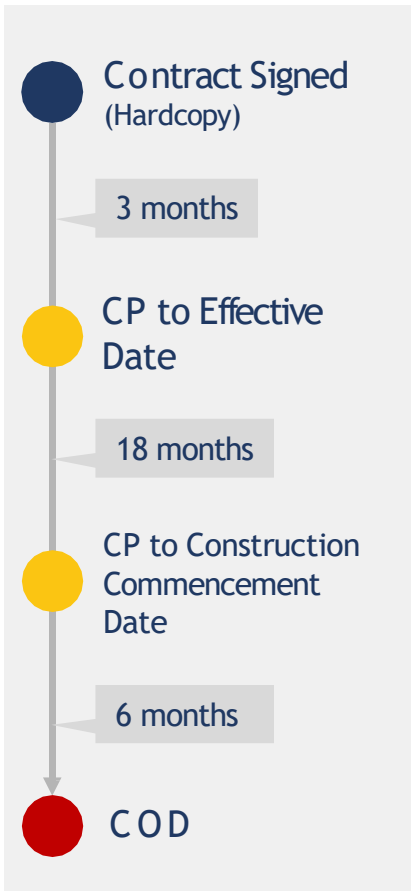 Contract Signed
(Hardcopy)
3 months
CP to Effective
Date
18 months
CP to Construction
Commencement
Date
6 months
COD